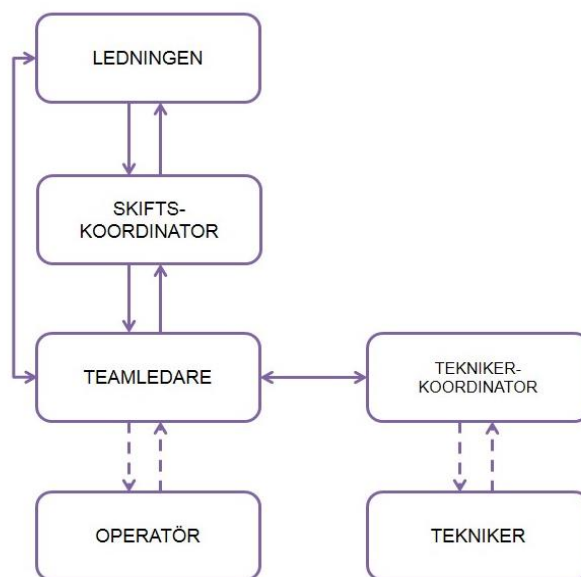 LEDNINGEN
SKIFTS-
KOORDINATOR
TEAMLEDARE
TEKNIKER-
KOORDINATOR
OPERATÖR
TEKNIKER